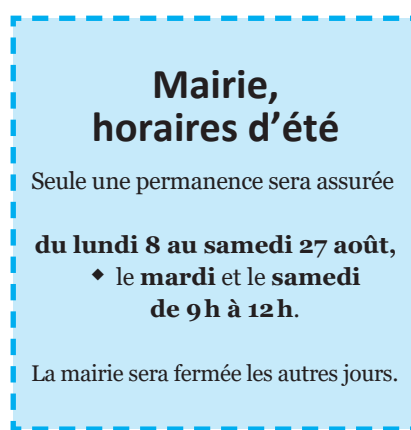 Mairie,
horaires d’été
Seule une permanence sera assurée
du lundi 8 au samedi 27 août,
◆ le mardi et le samedi
de 9 h à 12 h.
La mairie sera fermée les autres jours.